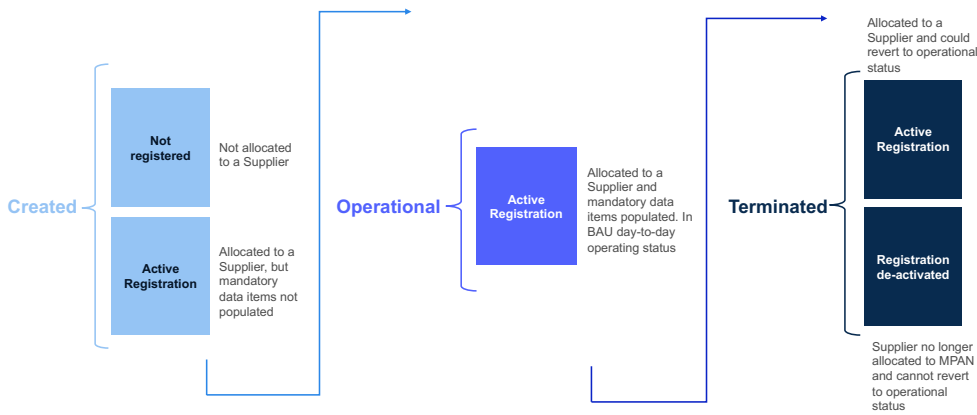 Created
Not
registered
Not allocated
to a Supplier
Active
Registration
Allocated to a
Supplier, but
mandatory
data items not
populated
Operational
Active
Registration
Allocated to a
Supplier and
mandatory data
items populated. In
BAU day-to-day
operating status
Terminated
Allocated to a
Supplier and could
revert to operational
status
Active
Registration
Registration
de-activated
Supplier no longer
allocated to MPAN
and cannot revert
to operational
status